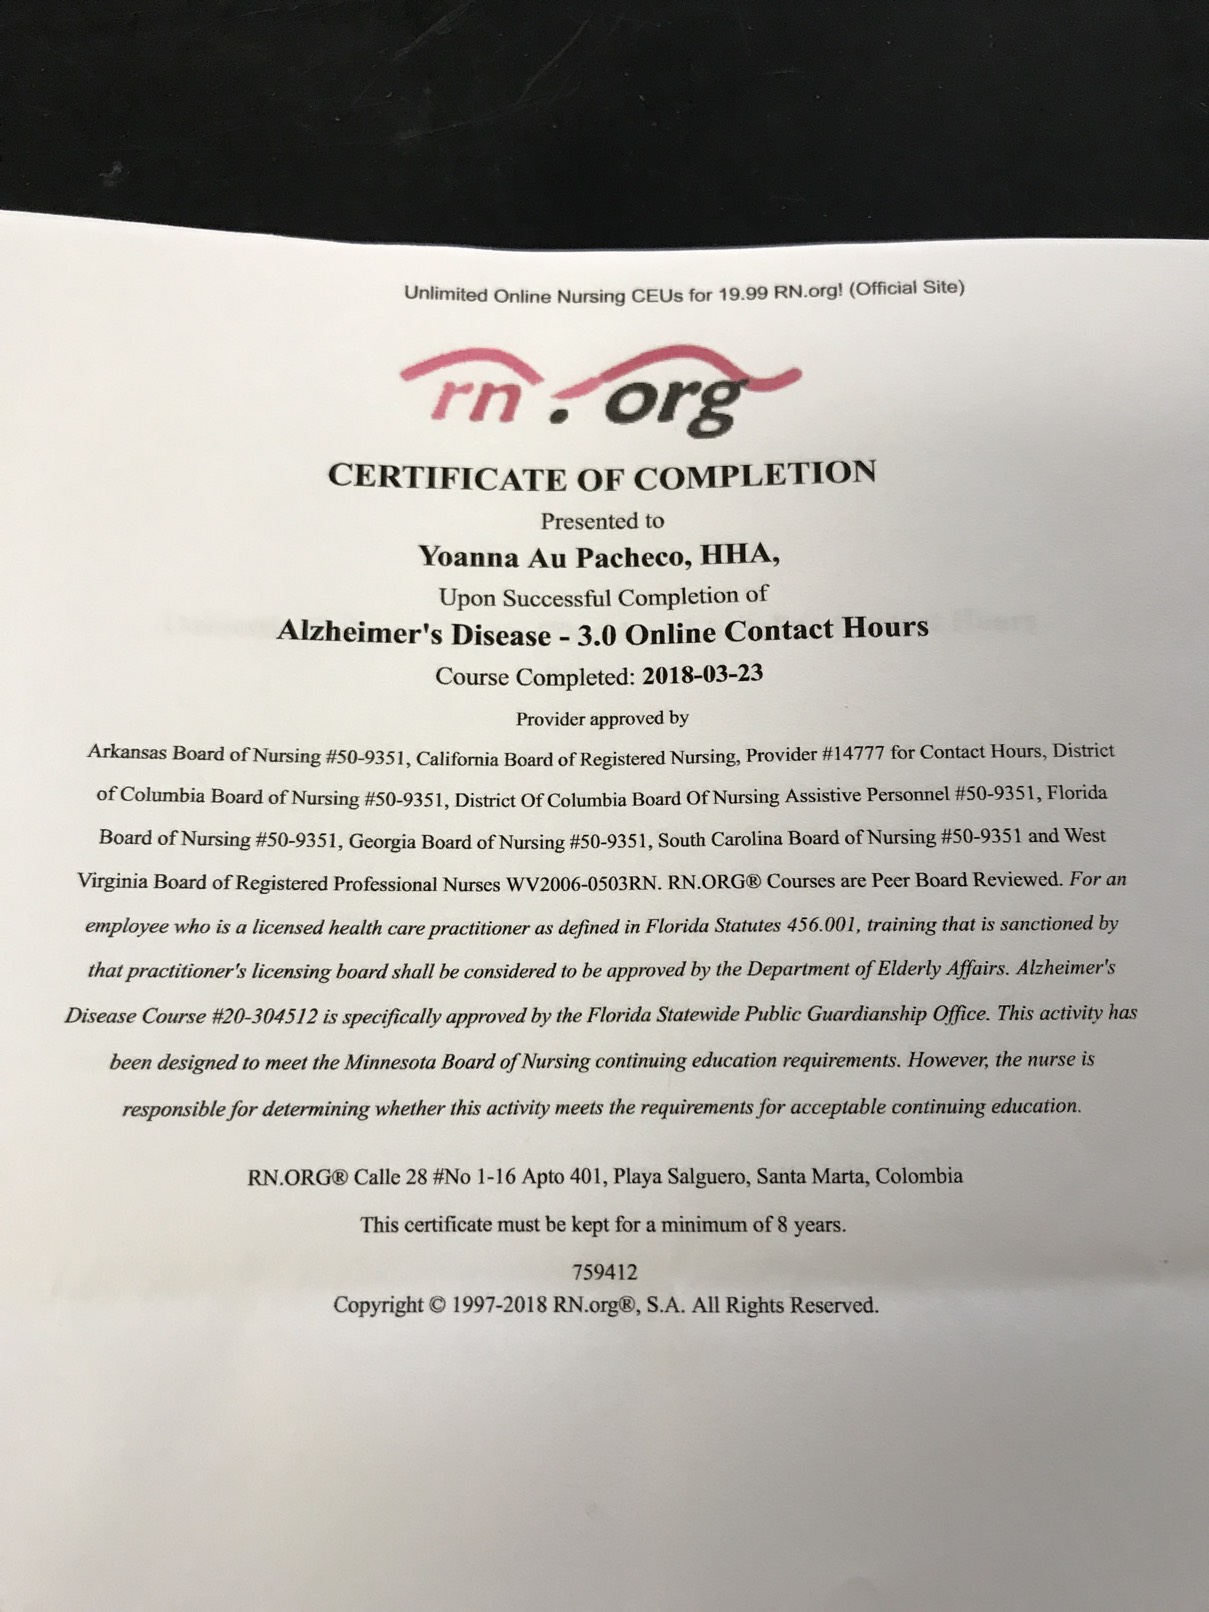 Unlimited Online Nursing CEUs for 19.99 RN.org! (Official Site)
rn.org
CERTIFICATE OF COMPLETION
Presented to
Yoanna Au Pacheco, HHA,
Upon Successful Completion of
Alzheimer's Disease - 3.0 Online Contact Hours
Course Completed: 2018-03-23
Provider approved by
Arkansas Board of Nursing #50-9351, California Board of Registered Nursing, Provider #14777 for Contact Hours, District
of Columbia Board of Nursing #50-9351, District Of Columbia Board Of Nursing Assistive Personnel #50-9351, Florida
Board of Nursing #50-9351, Georgia Board of Nursing #50-9351, South Carolina Board of Nursing #50-9351 and West
Virginia Board of Registered Professional Nurses WV2006-0503RN. RN.ORG® Courses are Peer Board Reviewed. For an
employee who is a licensed health care practitioner as defined in Florida Statutes 456.001, training that is sanctioned by
that practitioner's licensing board shall be considered to be approved by the Department of Elderly Affairs. Alzheimer's
Disease Course #20-304512 is specifically approved by the Florida Statewide Public Guardianship Office. This activity has
been designed to meet the Minnesota Board of Nursing continuing education requirements. However, the nurse is
responsible for determining whether this activity meets the requirements for acceptable continuing education.
RN.ORG® Calle 28 #No 1-16 Apto 401, Playa Salguero, Santa Marta, Colombia
This certificate must be kept for a minimum of 8 years.
759412
Copyright © 1997-2018 RN.org®, S.A. All Rights Reserved.